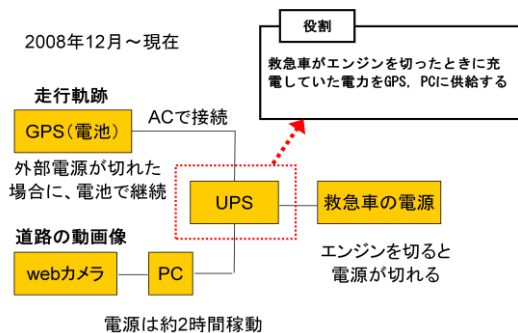 2008年12月～現在
役割
救急車がエンジンを切ったときに充
電していた電力をGPS, PCに供給する
走行軌跡
GPS（電池）
ACで接続
外部電源が切れた
場合に、電池で継続
UPS
救急車の電源
エンジンを切ると
電源が切れる
道路の動画像
webカメラ
PC
電源は約2時間稼動